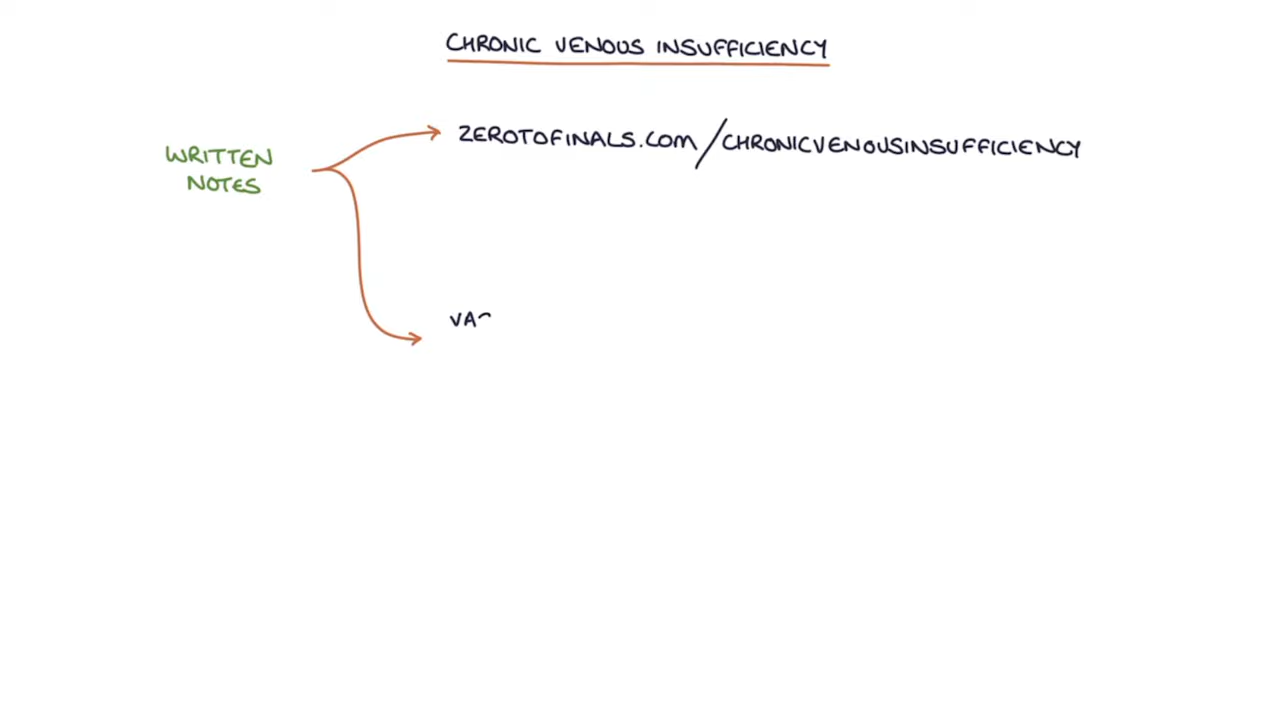 CHRONIC VENOUS INSUFFICIENCY
WRITTEN
NOTES
ZEROTOFINALS.COM/CHRONICVENOUSINSUFFICIENCY